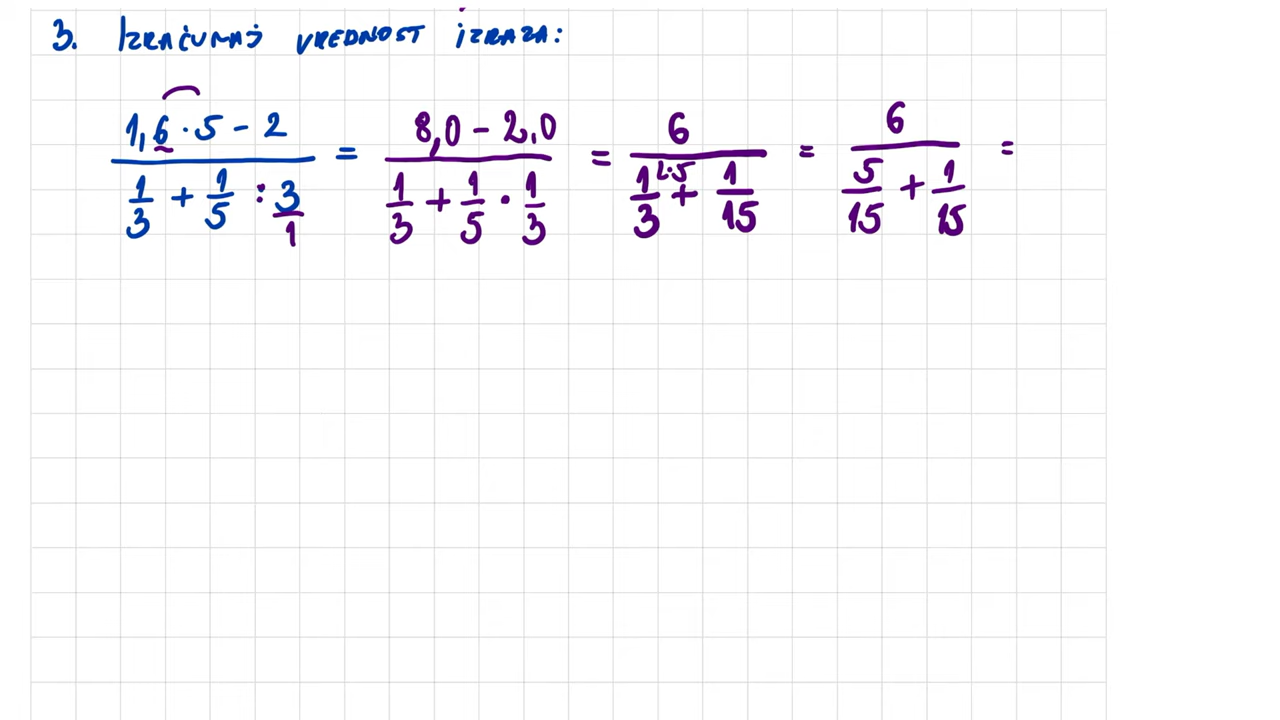 3. IZRAČUNAJ VREDNOST IZRAZA:
(1,6 · 5 − 2) / (1/3 + 1/5 : 3/1) = (8,0 − 2,0) / (1/3 + 1/5 · 1/3) = 6 / (1/3 + 1/15) = 6 / (5/15 + 1/15) =